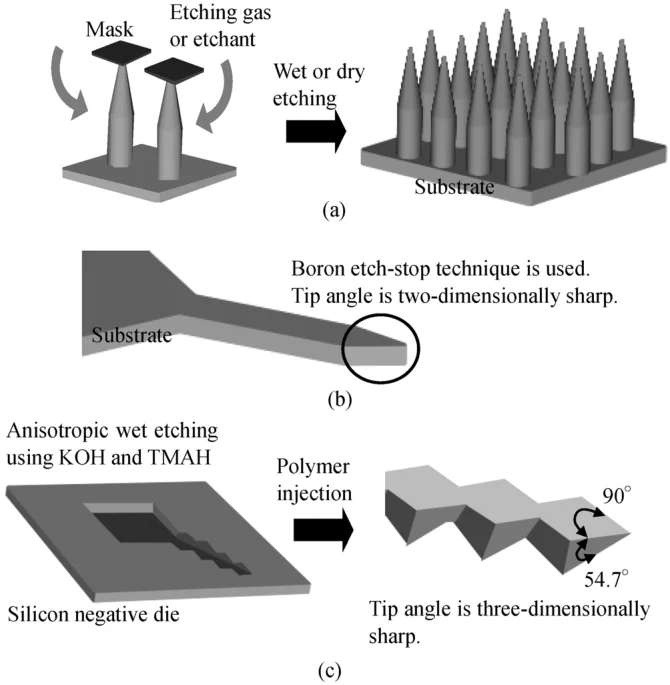 Mask
Etching gas
or etchant
Wet or dry
etching
Substrate
(a)
Boron etch-stop technique is used.
Tip angle is two-dimensionally sharp.
Substrate
(b)
Anisotropic wet etching
using KOH and TMAH
Polymer
injection
90°
54.7°
Silicon negative die
Tip angle is three-dimensionally
sharp.
(c)